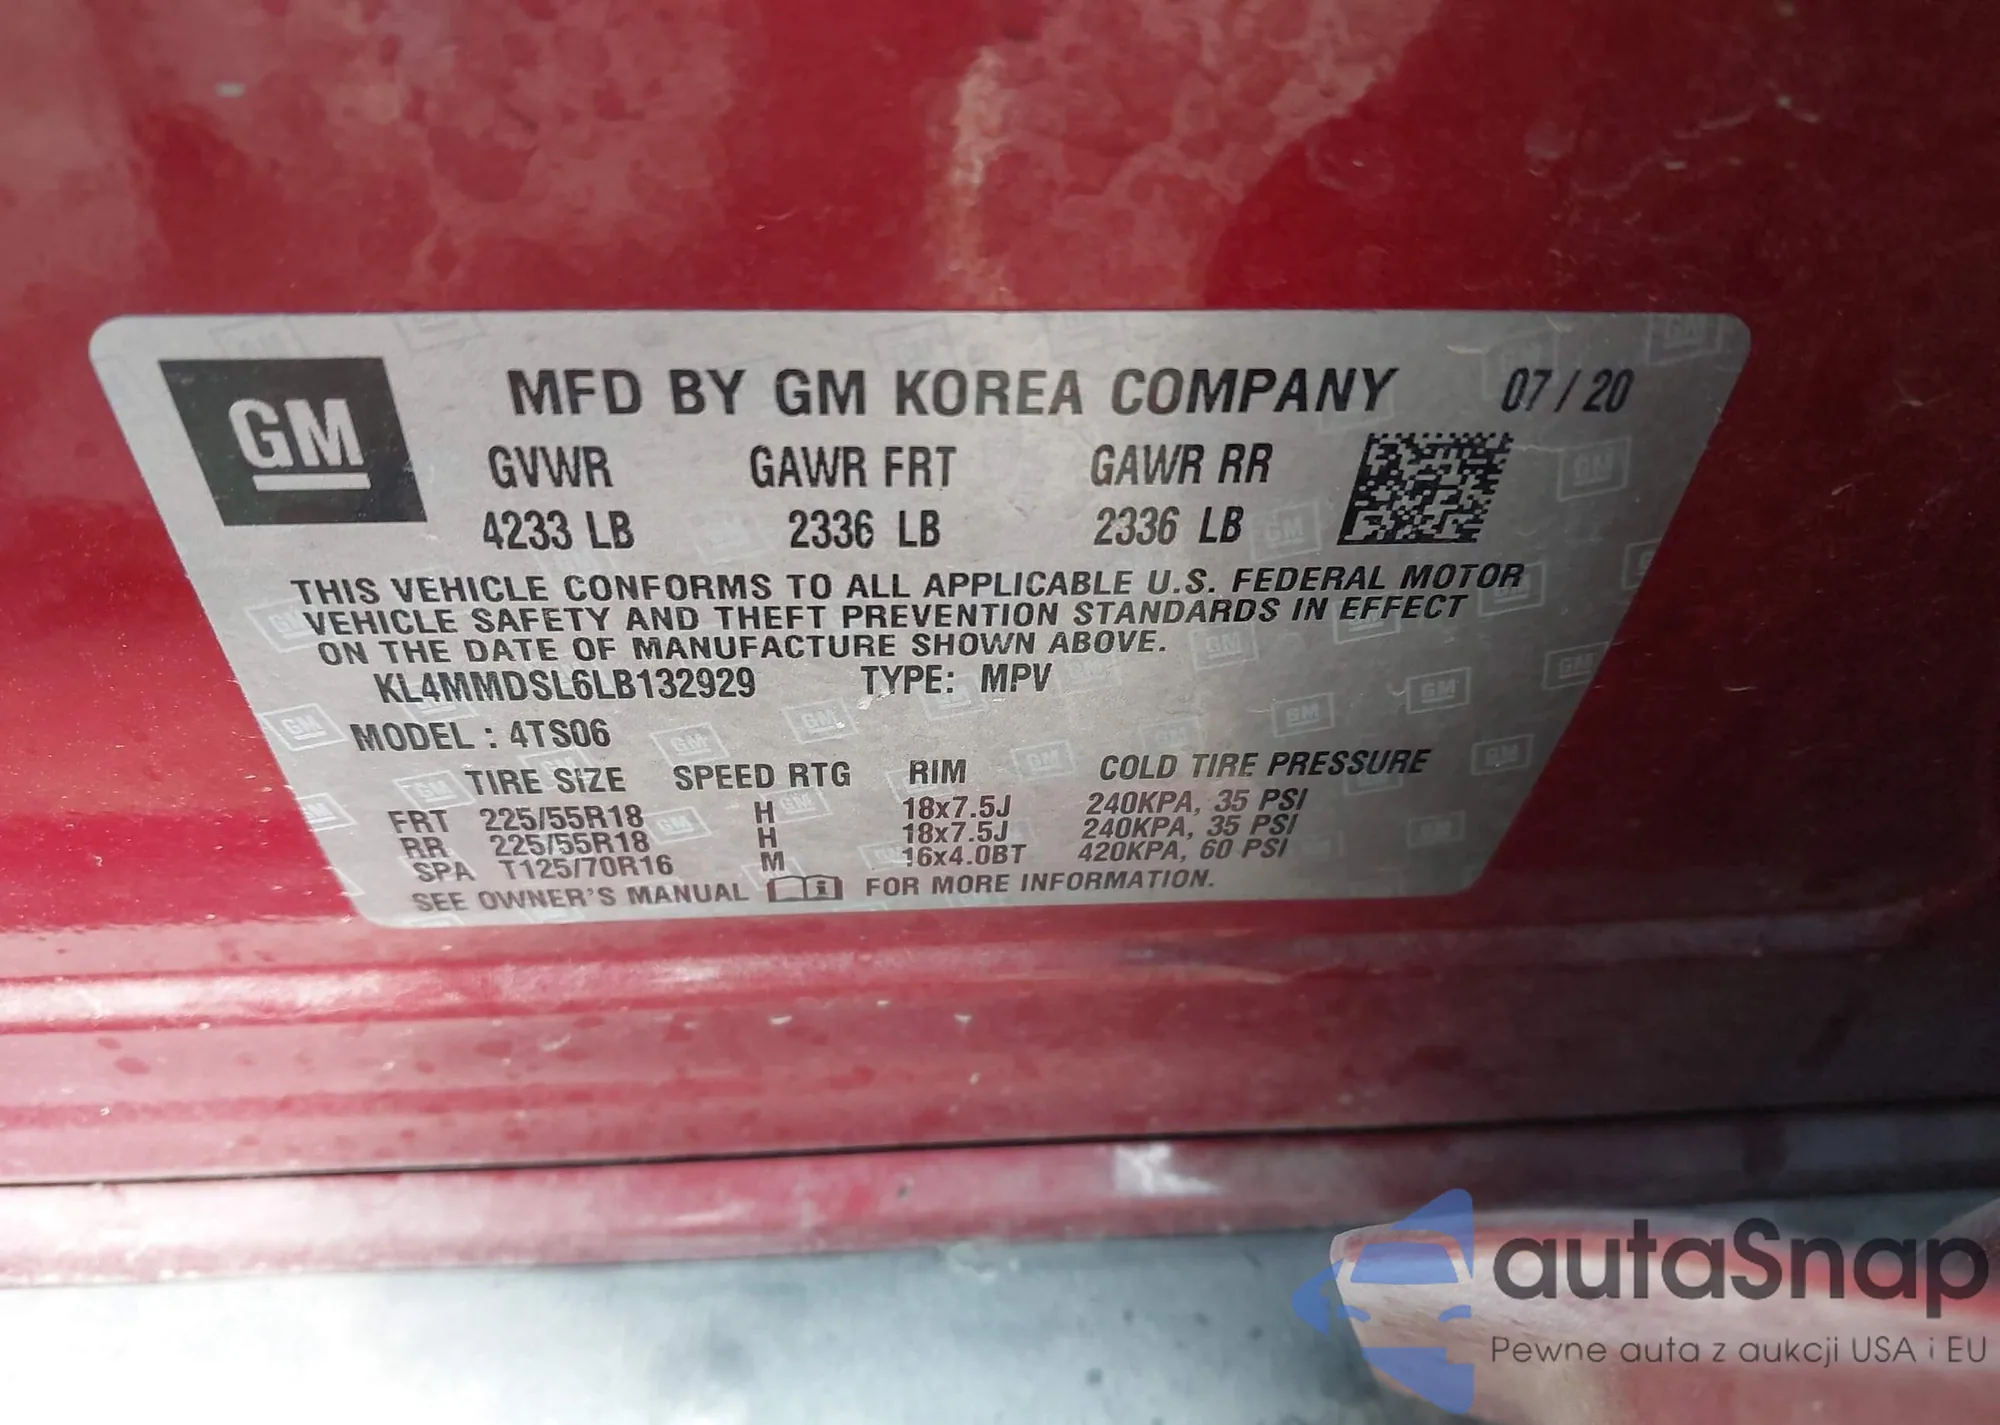 GM
MFD BY GM KOREA COMPANY 07/20
GVWR GAWR FRT GAWR RR
4233 LB 2336 LB 2336 LB
THIS VEHICLE CONFORMS TO ALL APPLICABLE U.S. FEDERAL MOTOR
VEHICLE SAFETY AND THEFT PREVENTION STANDARDS IN EFFECT
ON THE DATE OF MANUFACTURE SHOWN ABOVE.
KL4MMDSL6LB132929 TYPE: MPV
MODEL : 4TS06
TIRE SIZE SPEED RTG RIM COLD TIRE PRESSURE
FRT 225/55R18 H 18x7.5J 240KPA, 35 PSI
RR 225/55R18 H 18x7.5J 240KPA, 35 PSI
SPA T125/70R16 M 16x4.0BT 420KPA, 60 PSI
SEE OWNER'S MANUAL FOR MORE INFORMATION.
autaSnap
Pewne auta z aukcji USA i EU